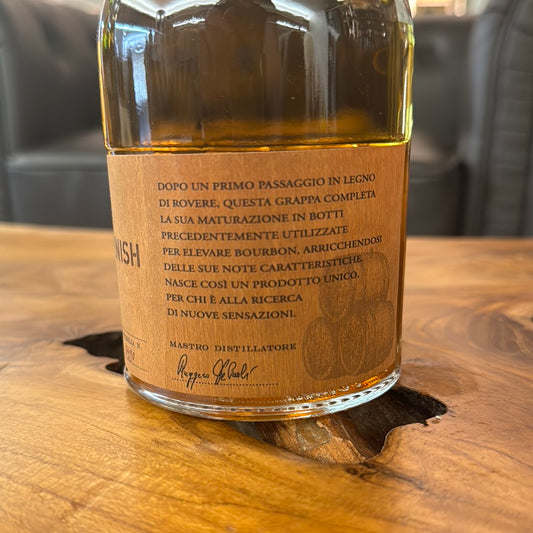 DOPO UN PRIMO PASSAGGIO IN LEGNO
DI ROVERE, QUESTA GRAPPA COMPLETA
LA SUA MATURAZIONE IN BOTTI
PRECEDENTEMENTE UTILIZZATE
PER ELEVARE BOURBON, ARRICCHENDOSI
DELLE SUE NOTE CARATTERISTICHE.
NASCE COSÌ UN PRODOTTO UNICO,
PER CHI È ALLA RICERCA
DI NUOVE SENSAZIONI.
MASTRO DISTILLATORE
NISH
N.